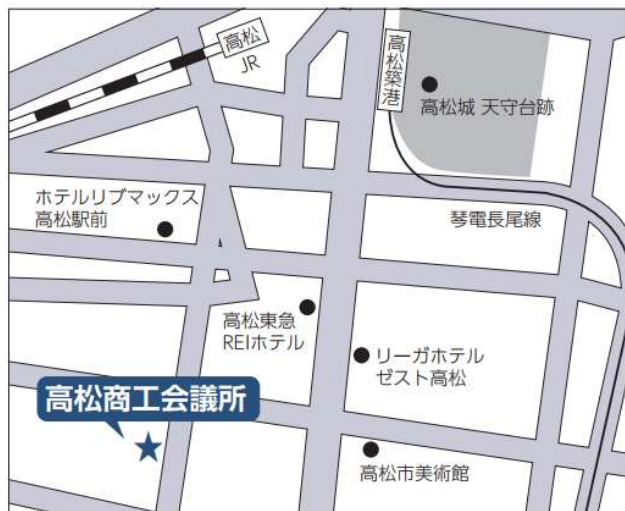 高松
JR
高松築港
高松城 天守台跡
ホテルリブマックス
高松駅前
琴電長尾線
高松東急
REIホテル
リーガホテル
ゼスト高松
高松商工会議所
高松市美術館